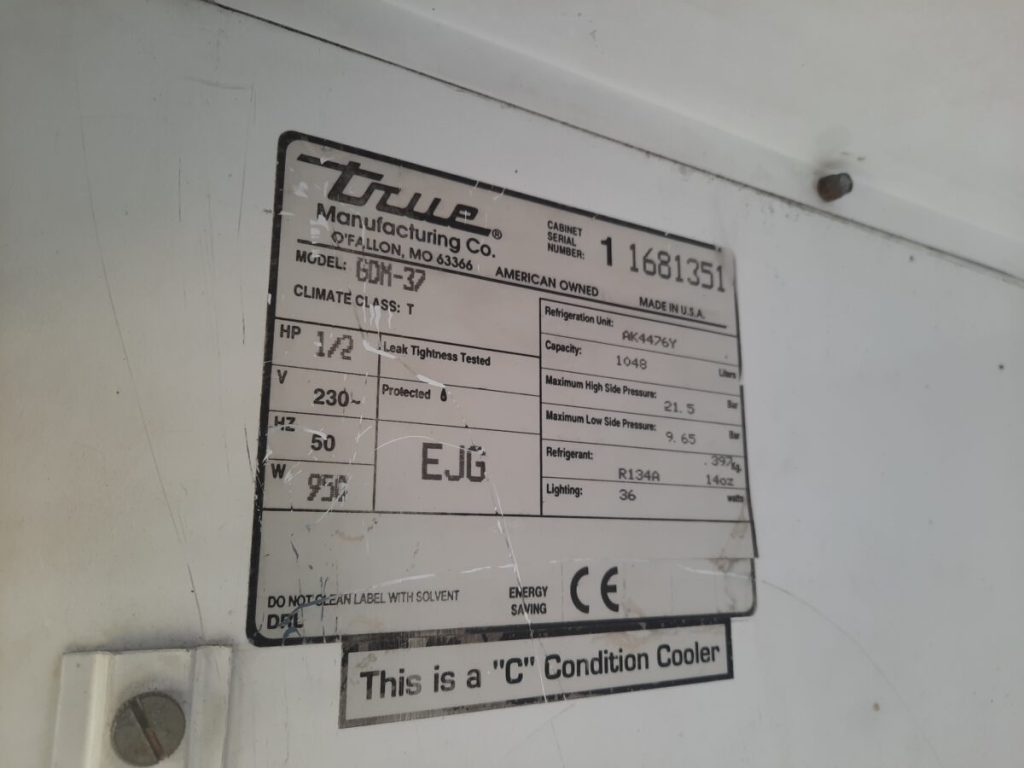 true®
Manufacturing Co.
O'FALLON, MO 63366
AMERICAN OWNED
CABINET
SERIAL
NUMBER: 1 1681351
MADE IN U.S.A.
MODEL: GDM-37
CLIMATE CLASS: T
HP 1/2
V 230~
HZ 50
W
Leak Tightness Tested
Protected
EJG
Refrigeration Unit: AK4476Y
Capacity: 1048 Liters
Maximum High Side Pressure: 21.5 Bar
Maximum Low Side Pressure: 9.65 Bar
Refrigerant: R134A .397kg. 14oz
Lighting: 36 watts
DO NOT CLEAN LABEL WITH SOLVENT
ENERGY
SAVING
CE
This is a "C" Condition Cooler